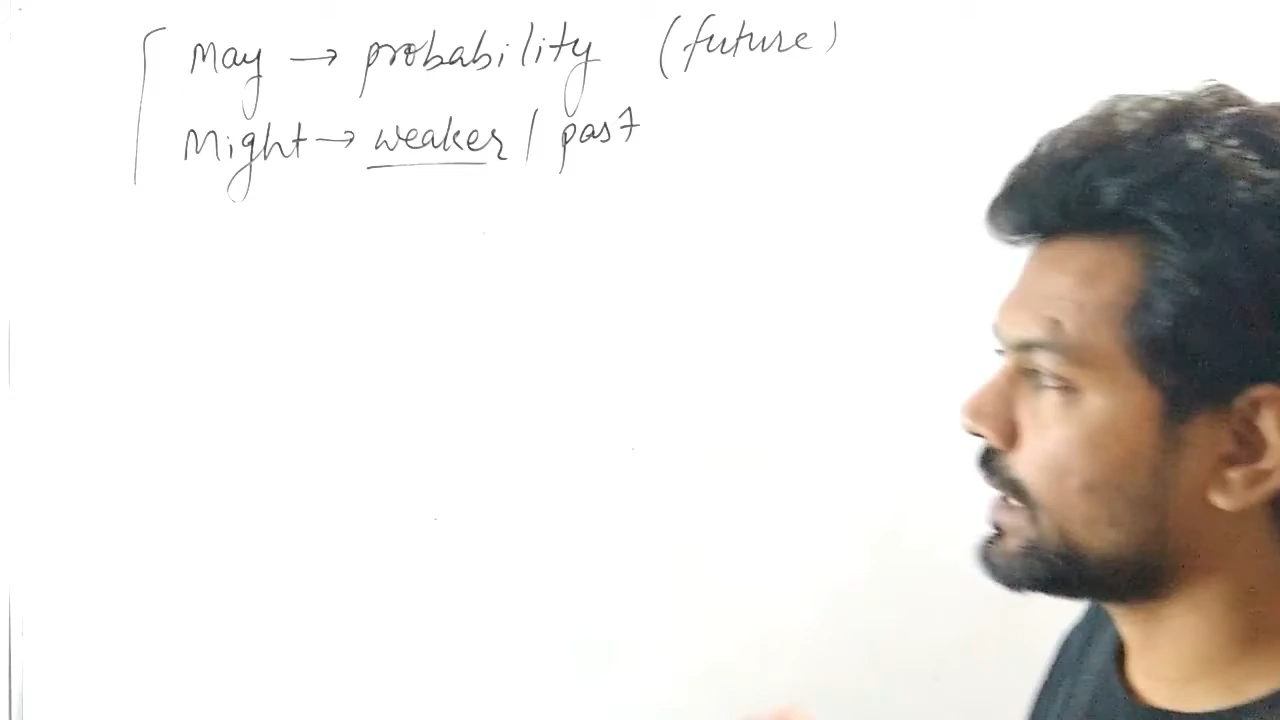 May → probability (future)
Might → weaker / past